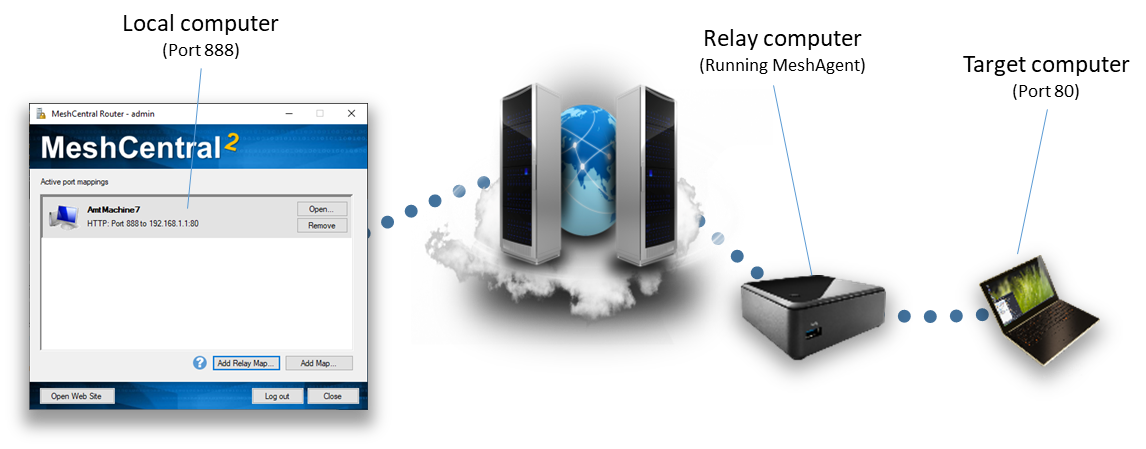 Local computer
(Port 888)
Relay computer
(Running MeshAgent)
Target computer
(Port 80)
MeshCentral Router - admin
MeshCentral2
Active port mappings
AmtMachine7
HTTP: Port 888 to 192.168.1.1:80
Open...
Remove
?
Add Relay Map...
Add Map...
Open Web Site
Log out
Close